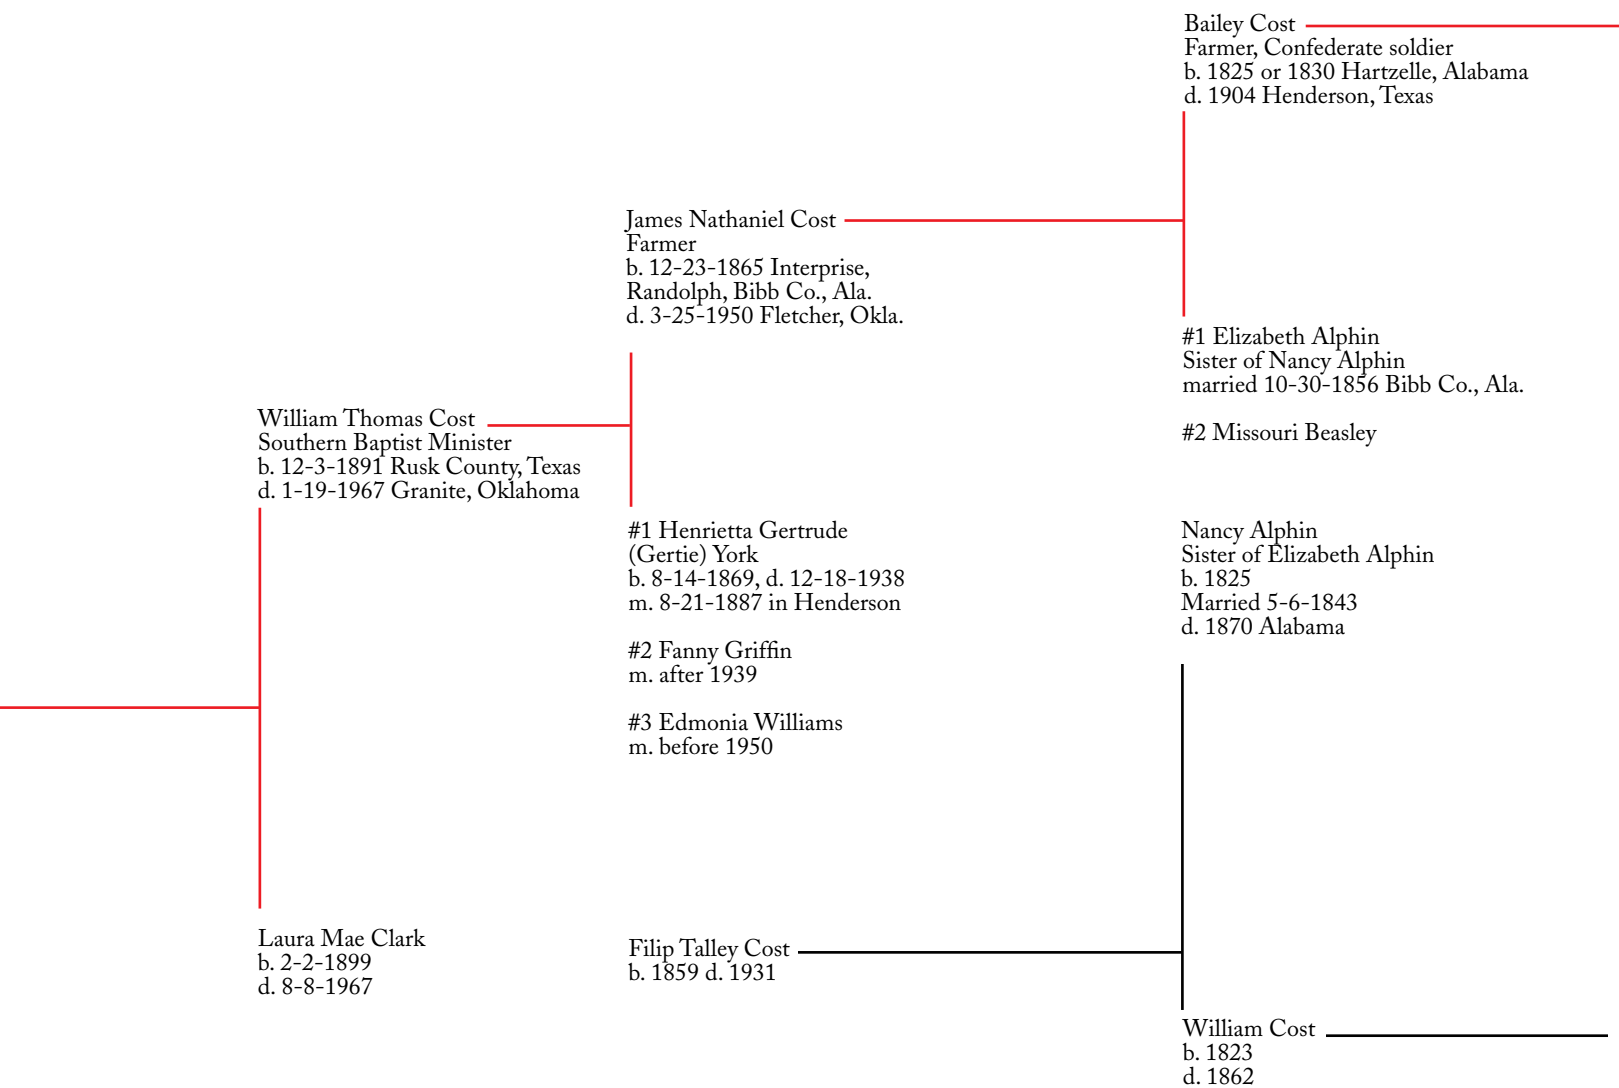 Bailey Cost
Farmer, Confederate soldier
b. 1825 or 1830 Hartzelle, Alabama
d. 1904 Henderson, Texas
James Nathaniel Cost
Farmer
b. 12-23-1865 Interprise,
Randolph, Bibb Co., Ala.
d. 3-25-1950 Fletcher, Okla.
#1 Elizabeth Alphin
Sister of Nancy Alphin
married 10-30-1856 Bibb Co., Ala.
#2 Missouri Beasley
William Thomas Cost
Southern Baptist Minister
b. 12-3-1891 Rusk County, Texas
d. 1-19-1967 Granite, Oklahoma
#1 Henrietta Gertrude
(Gertie) York
b. 8-14-1869, d. 12-18-1938
m. 8-21-1887 in Henderson
#2 Fanny Griffin
m. after 1939
#3 Edmonia Williams
m. before 1950
Nancy Alphin
Sister of Elizabeth Alphin
b. 1825
Married 5-6-1843
d. 1870 Alabama
Laura Mae Clark
b. 2-2-1899
d. 8-8-1967
Filip Talley Cost
b. 1859 d. 1931
William Cost
b. 1823
d. 1862